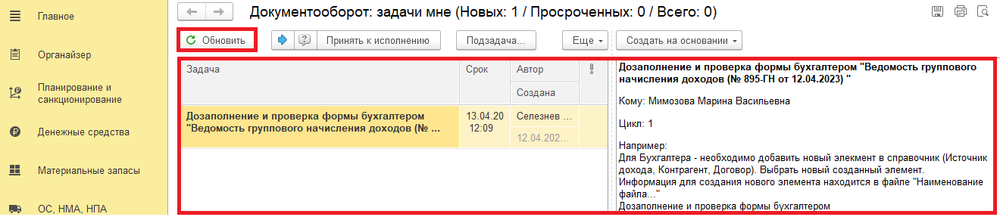 Главное
Органайзер
Планирование и
санкционирование
Денежные средства
Материальные запасы
ОС, НМА, НПА
Документооборот: задачи мне (Новых: 1 / Просроченных: 0 / Всего: 0)
Обновить
Принять к исполнению
Подзадача...
Еще
Создать на основании
Задача
Срок
Автор
Создана
Дозаполнение и проверка формы бухгалтером
"Ведомость группового начисления доходов (№ ...
13.04.20
12:09
Селезнев ...
12.04.202...
Дозаполнение и проверка формы бухгалтером "Ведомость группового
начисления доходов (№ 895-ГН от 12.04.2023) "
Кому: Мимозова Марина Васильевна
Цикл: 1
Например:
Для Бухгалтера - необходимо добавить новый элекмент в справочник (Источник
дохода, Контрагент, Договор). Выбрать новый созданный элемент.
Информация для создания нового элемента находится в файле "Наименование
файла..."
Дозаполнение и проверка формы бухгалтером